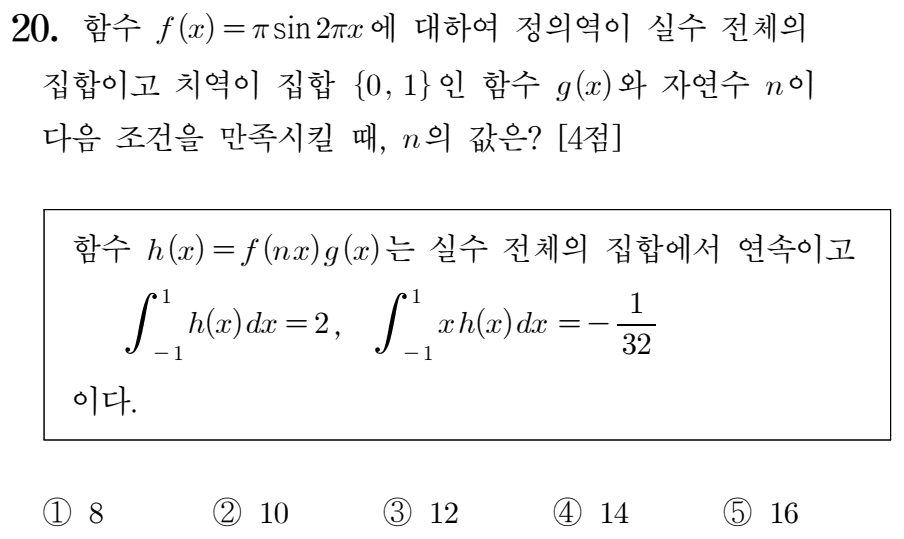 20. 함수 f(x)=π sin 2πx에 대하여 정의역이 실수 전체의
집합이고 치역이 집합 {0, 1}인 함수 g(x)와 자연수 n이
다음 조건을 만족시킬 때, n의 값은? [4점]
함수 h(x)=f(nx)g(x)는 실수 전체의 집합에서 연속이고
∫_{-1}^{1} h(x)dx=2, ∫_{-1}^{1} xh(x)dx=-1/32
이다.
① 8 ② 10 ③ 12 ④ 14 ⑤ 16